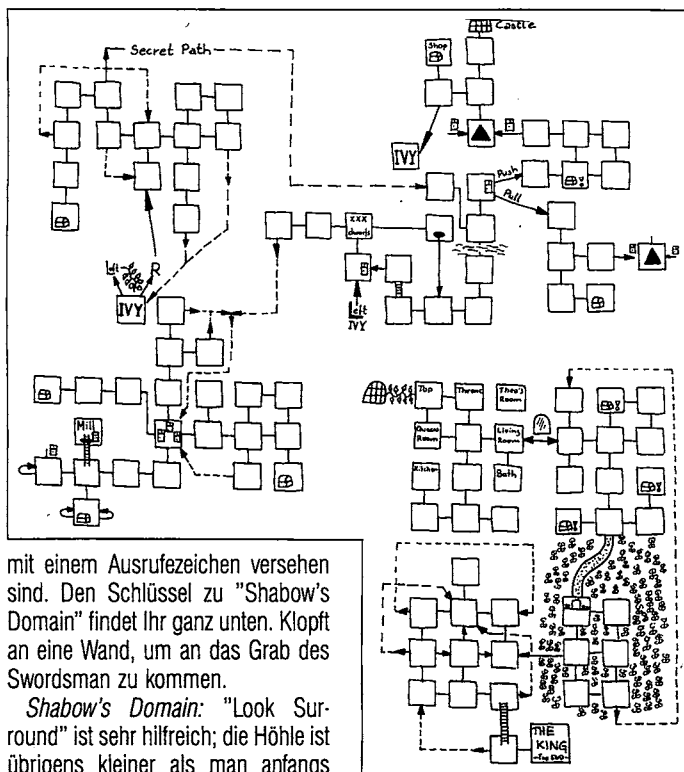 Castle
Shop
Secret Path
IVY
Push
Pull
xxx
dwarfs
Left
IVY
Left
R
IVY
Mill
Top
Throne
Thea's
Room
Queens
Room
Living
Room
Kitchen
Bath
THE
KING
-The END-
mit einem Ausrufezeichen versehen
sind. Den Schlüssel zu "Shabow's
Domain" findet Ihr ganz unten. Klopft
an eine Wand, um an das Grab des
Swordsman zu kommen.
Shabow's Domain: "Look Sur-
round" ist sehr hilfreich; die Höhle ist
übrigens kleiner als man anfangs